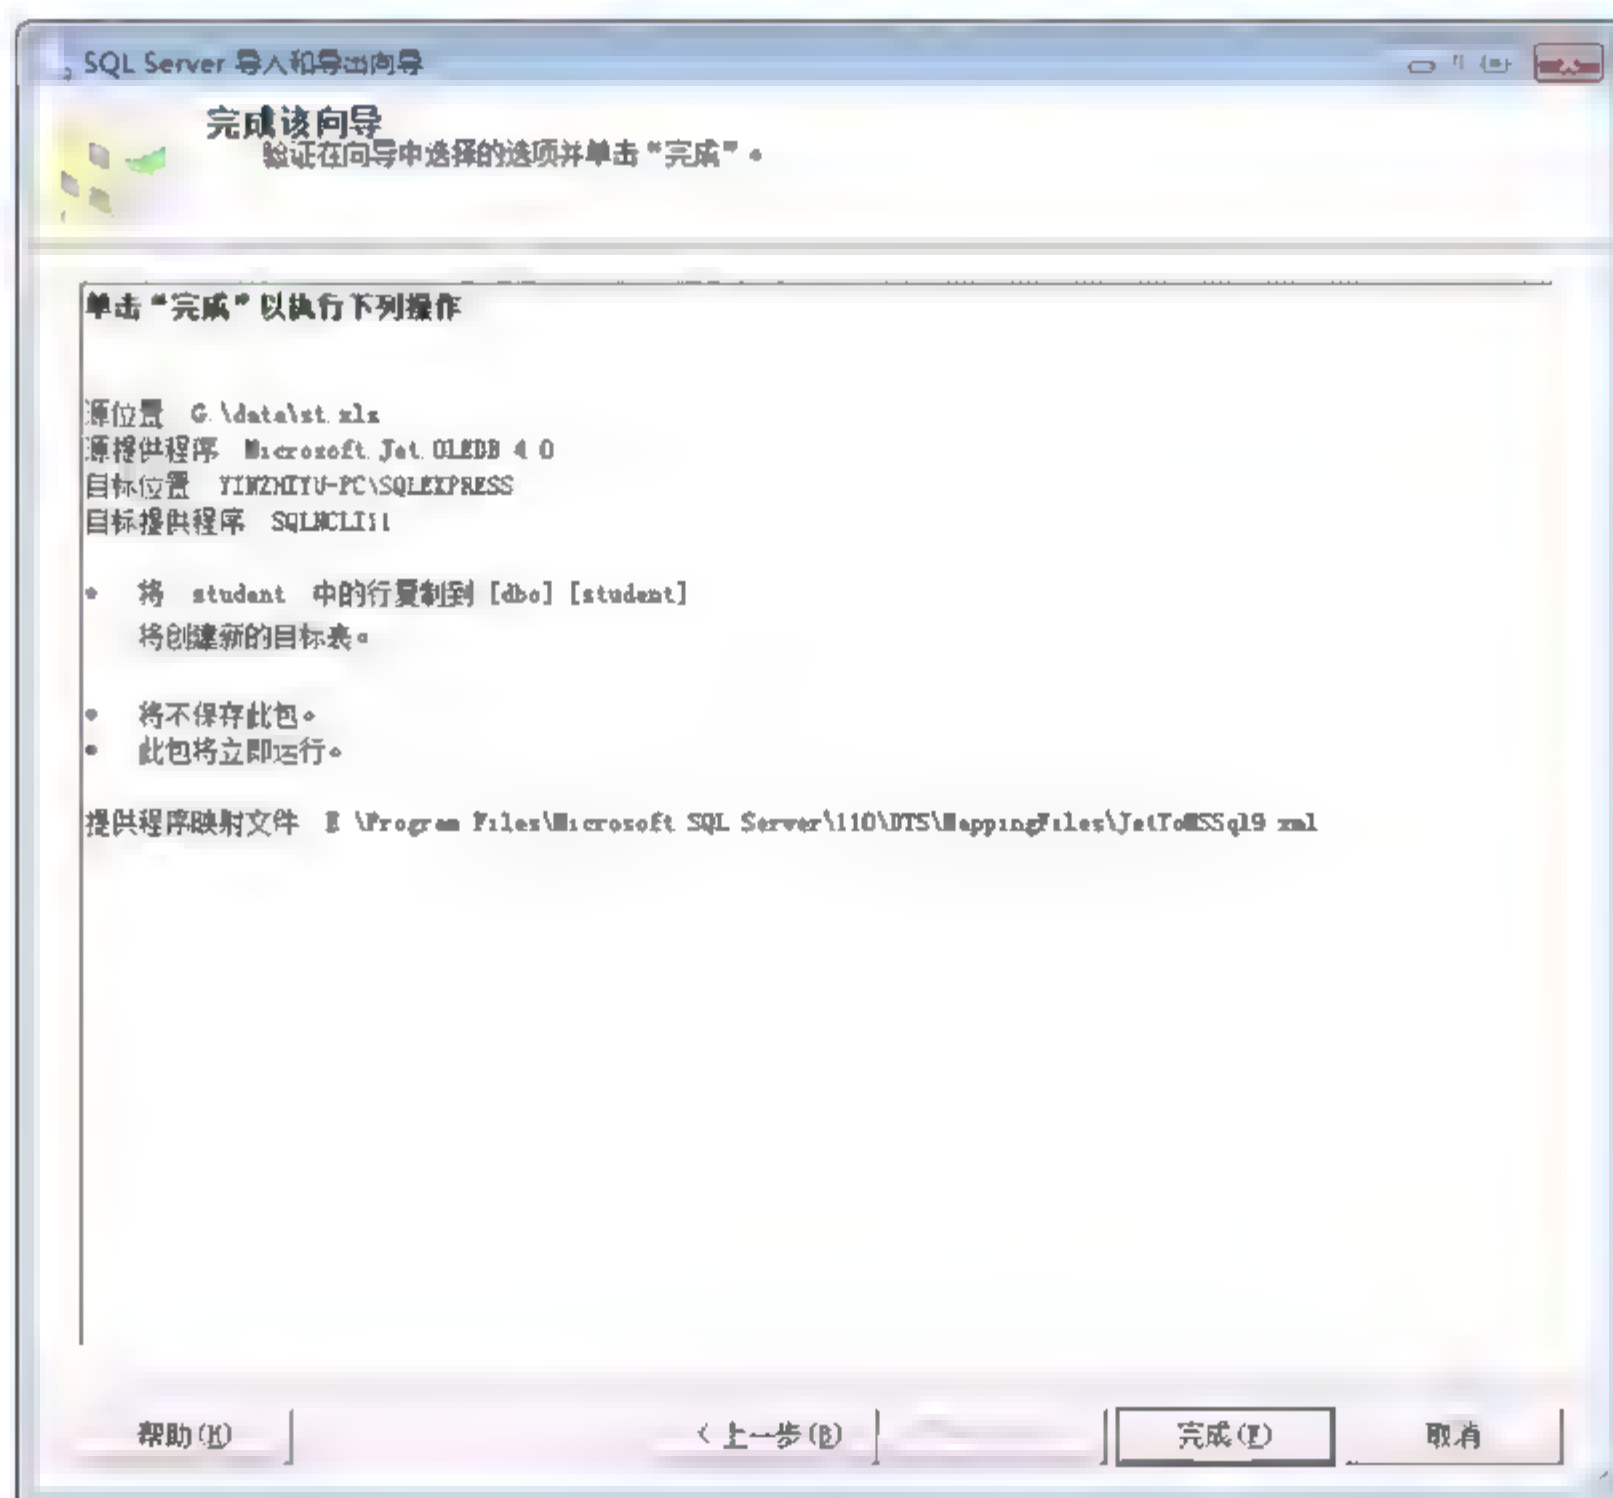 SQL Server 导入和导出向导
完成该向导
验证在向导中选择的选项并单击“完成”。
单击“完成”以执行下列操作
源位置 G:\data\st.xls
源提供程序 Microsoft.Jet.OLEDB 4 0
目标位置 YINZHIYU-PC\SQLEXPRESS
目标提供程序 SQLNCLI11
• 将 student 中的行复制到 [dbo] [student]
将创建新的目标表。
• 将不保存此包。
• 此包将立即运行。
提供程序映射文件 E \Program Files\Microsoft SQL Server\110\DTS\MappingFiles\JetToMSSql9 xml
帮助(H)
< 上一步(B)
完成(F)
取消